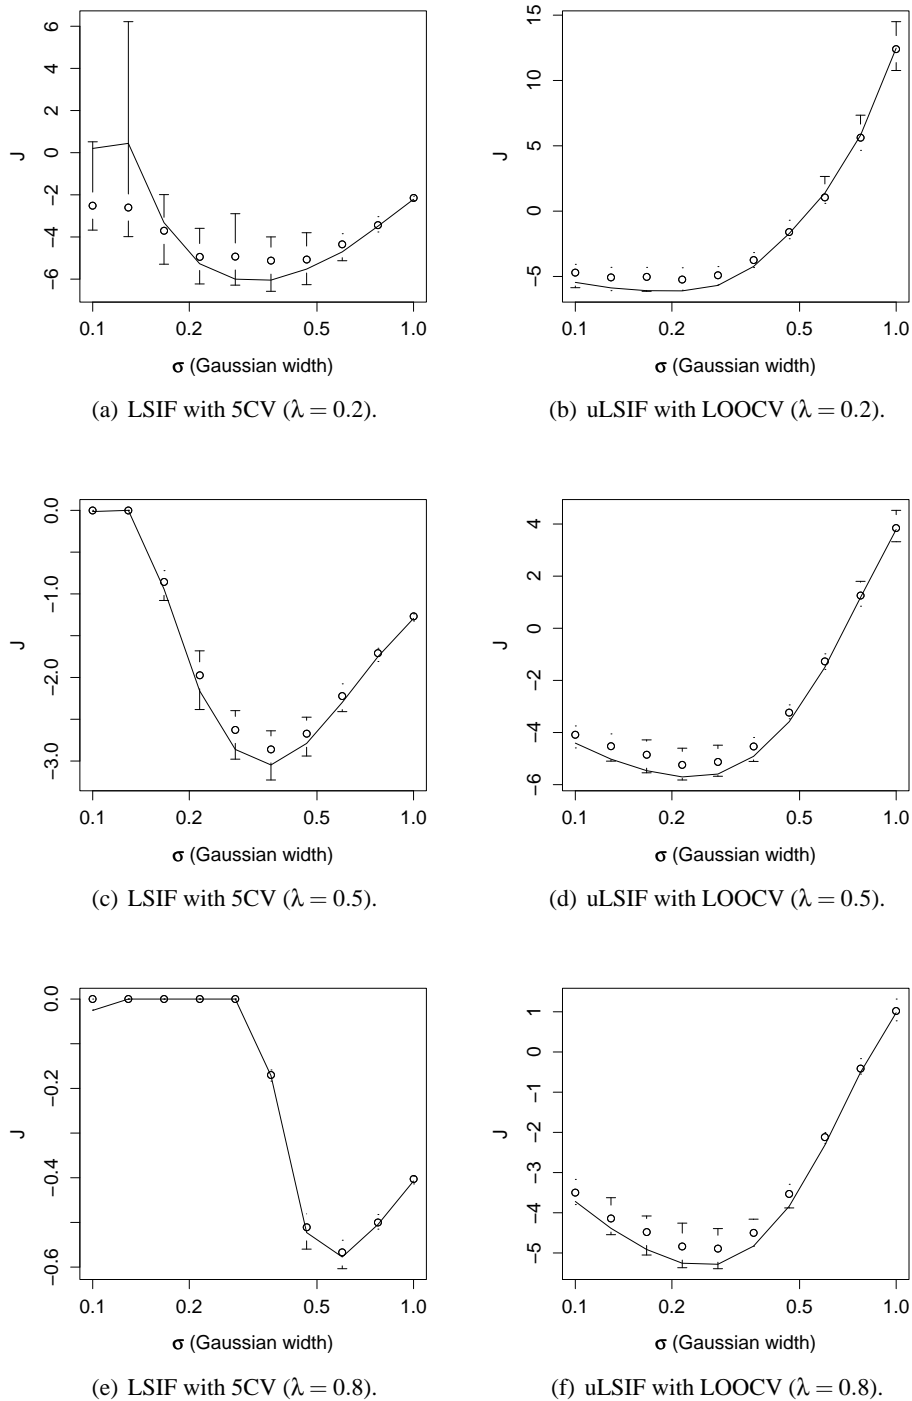 6
4
2
0
−2
−4
−6
J
0.1 0.2 0.5 1.0
σ (Gaussian width)
(a) LSIF with 5CV (λ = 0.2).
15
10
5
0
−5
J
0.1 0.2 0.5 1.0
σ (Gaussian width)
(b) uLSIF with LOOCV (λ = 0.2).
0.0
−1.0
−2.0
−3.0
J
0.1 0.2 0.5 1.0
σ (Gaussian width)
(c) LSIF with 5CV (λ = 0.5).
4
2
0
−2
−4
−6
J
0.1 0.2 0.5 1.0
σ (Gaussian width)
(d) uLSIF with LOOCV (λ = 0.5).
0.0
−0.2
−0.4
−0.6
J
0.1 0.2 0.5 1.0
σ (Gaussian width)
(e) LSIF with 5CV (λ = 0.8).
1
0
−1
−2
−3
−4
−5
J
0.1 0.2 0.5 1.0
σ (Gaussian width)
(f) uLSIF with LOOCV (λ = 0.8).